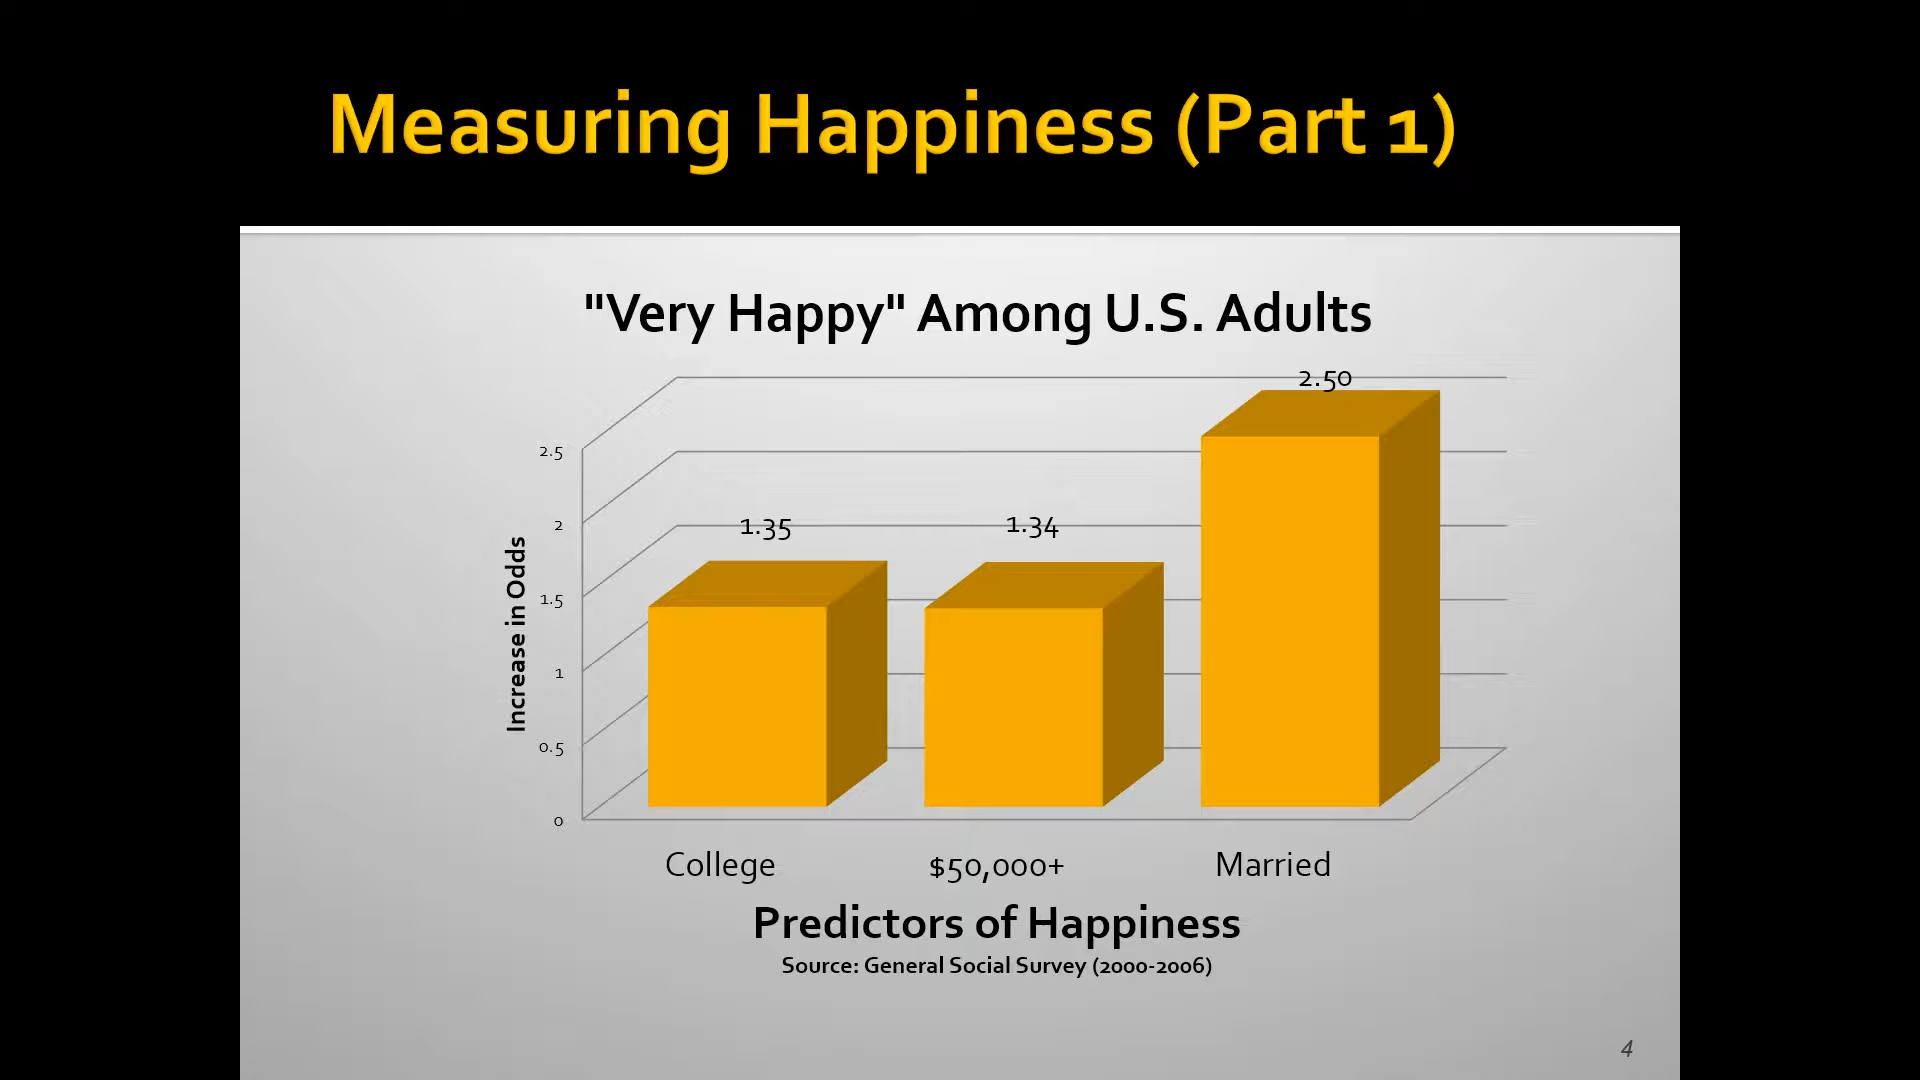 Measuring Happiness (Part 1)
"Very Happy" Among U.S. Adults
2.50
2.5
2
1.35
1.34
1.5
1
0.5
0
Increase in Odds
College
$50,000+
Married
Predictors of Happiness
Source: General Social Survey (2000-2006)
4